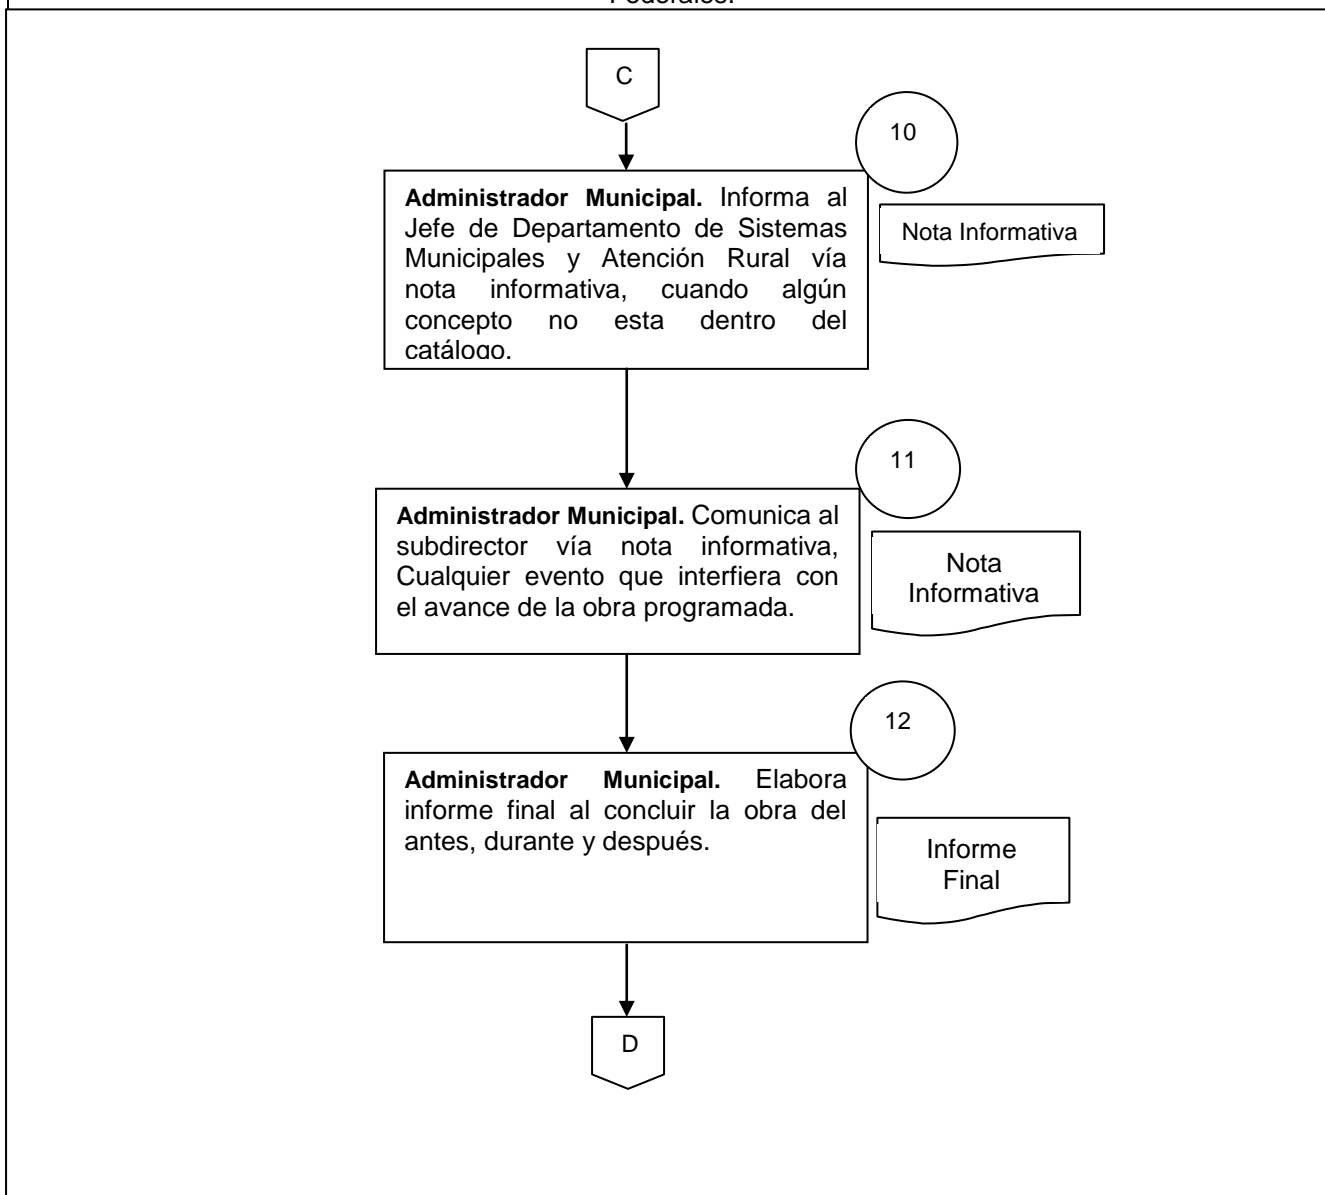 Federales.
C
10
Administrador Municipal. Informa al
Jefe de Departamento de Sistemas
Municipales y Atención Rural vía
nota informativa, cuando algún
concepto no esta dentro del
catálogo.
Nota Informativa
11
Administrador Municipal. Comunica al
subdirector vía nota informativa,
Cualquier evento que interfiera con
el avance de la obra programada.
Nota
Informativa
12
Administrador Municipal. Elabora
informe final al concluir la obra del
antes, durante y después.
Informe
Final
D